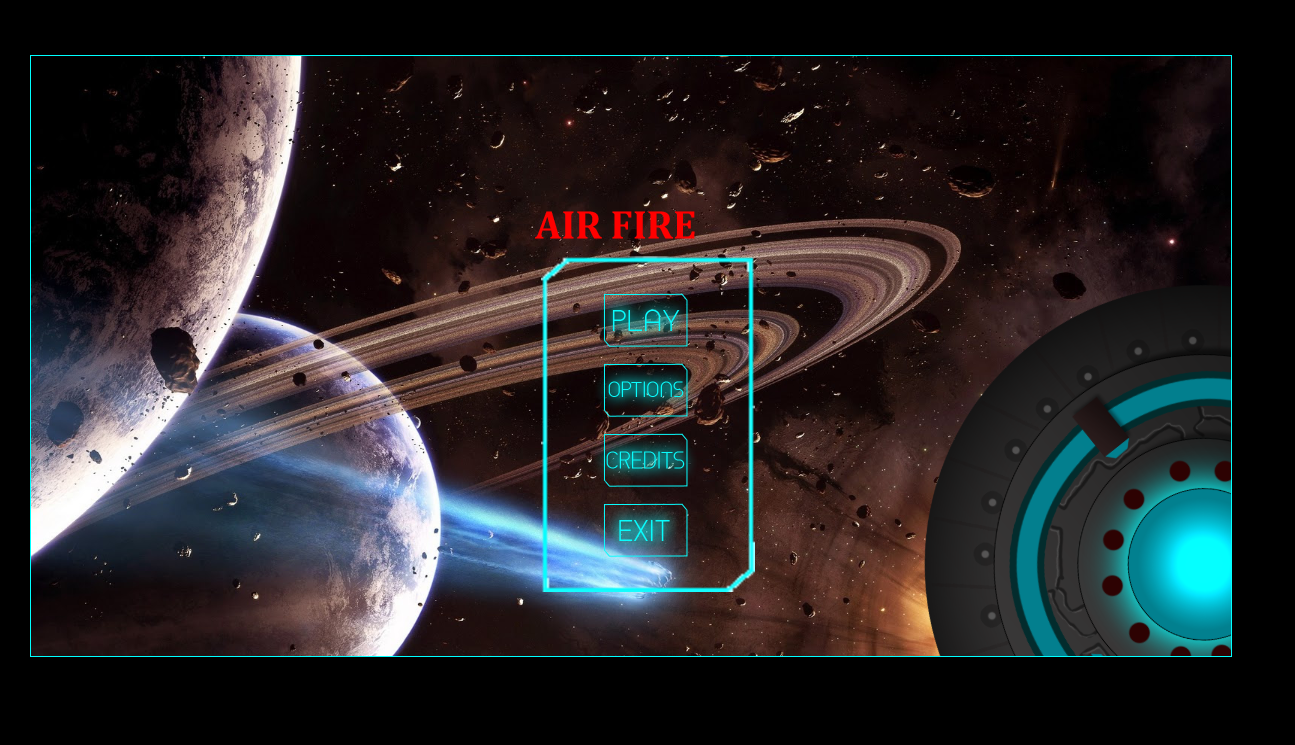 AIR FIRE
PLAY
OPTIONS
CREDITS
EXIT